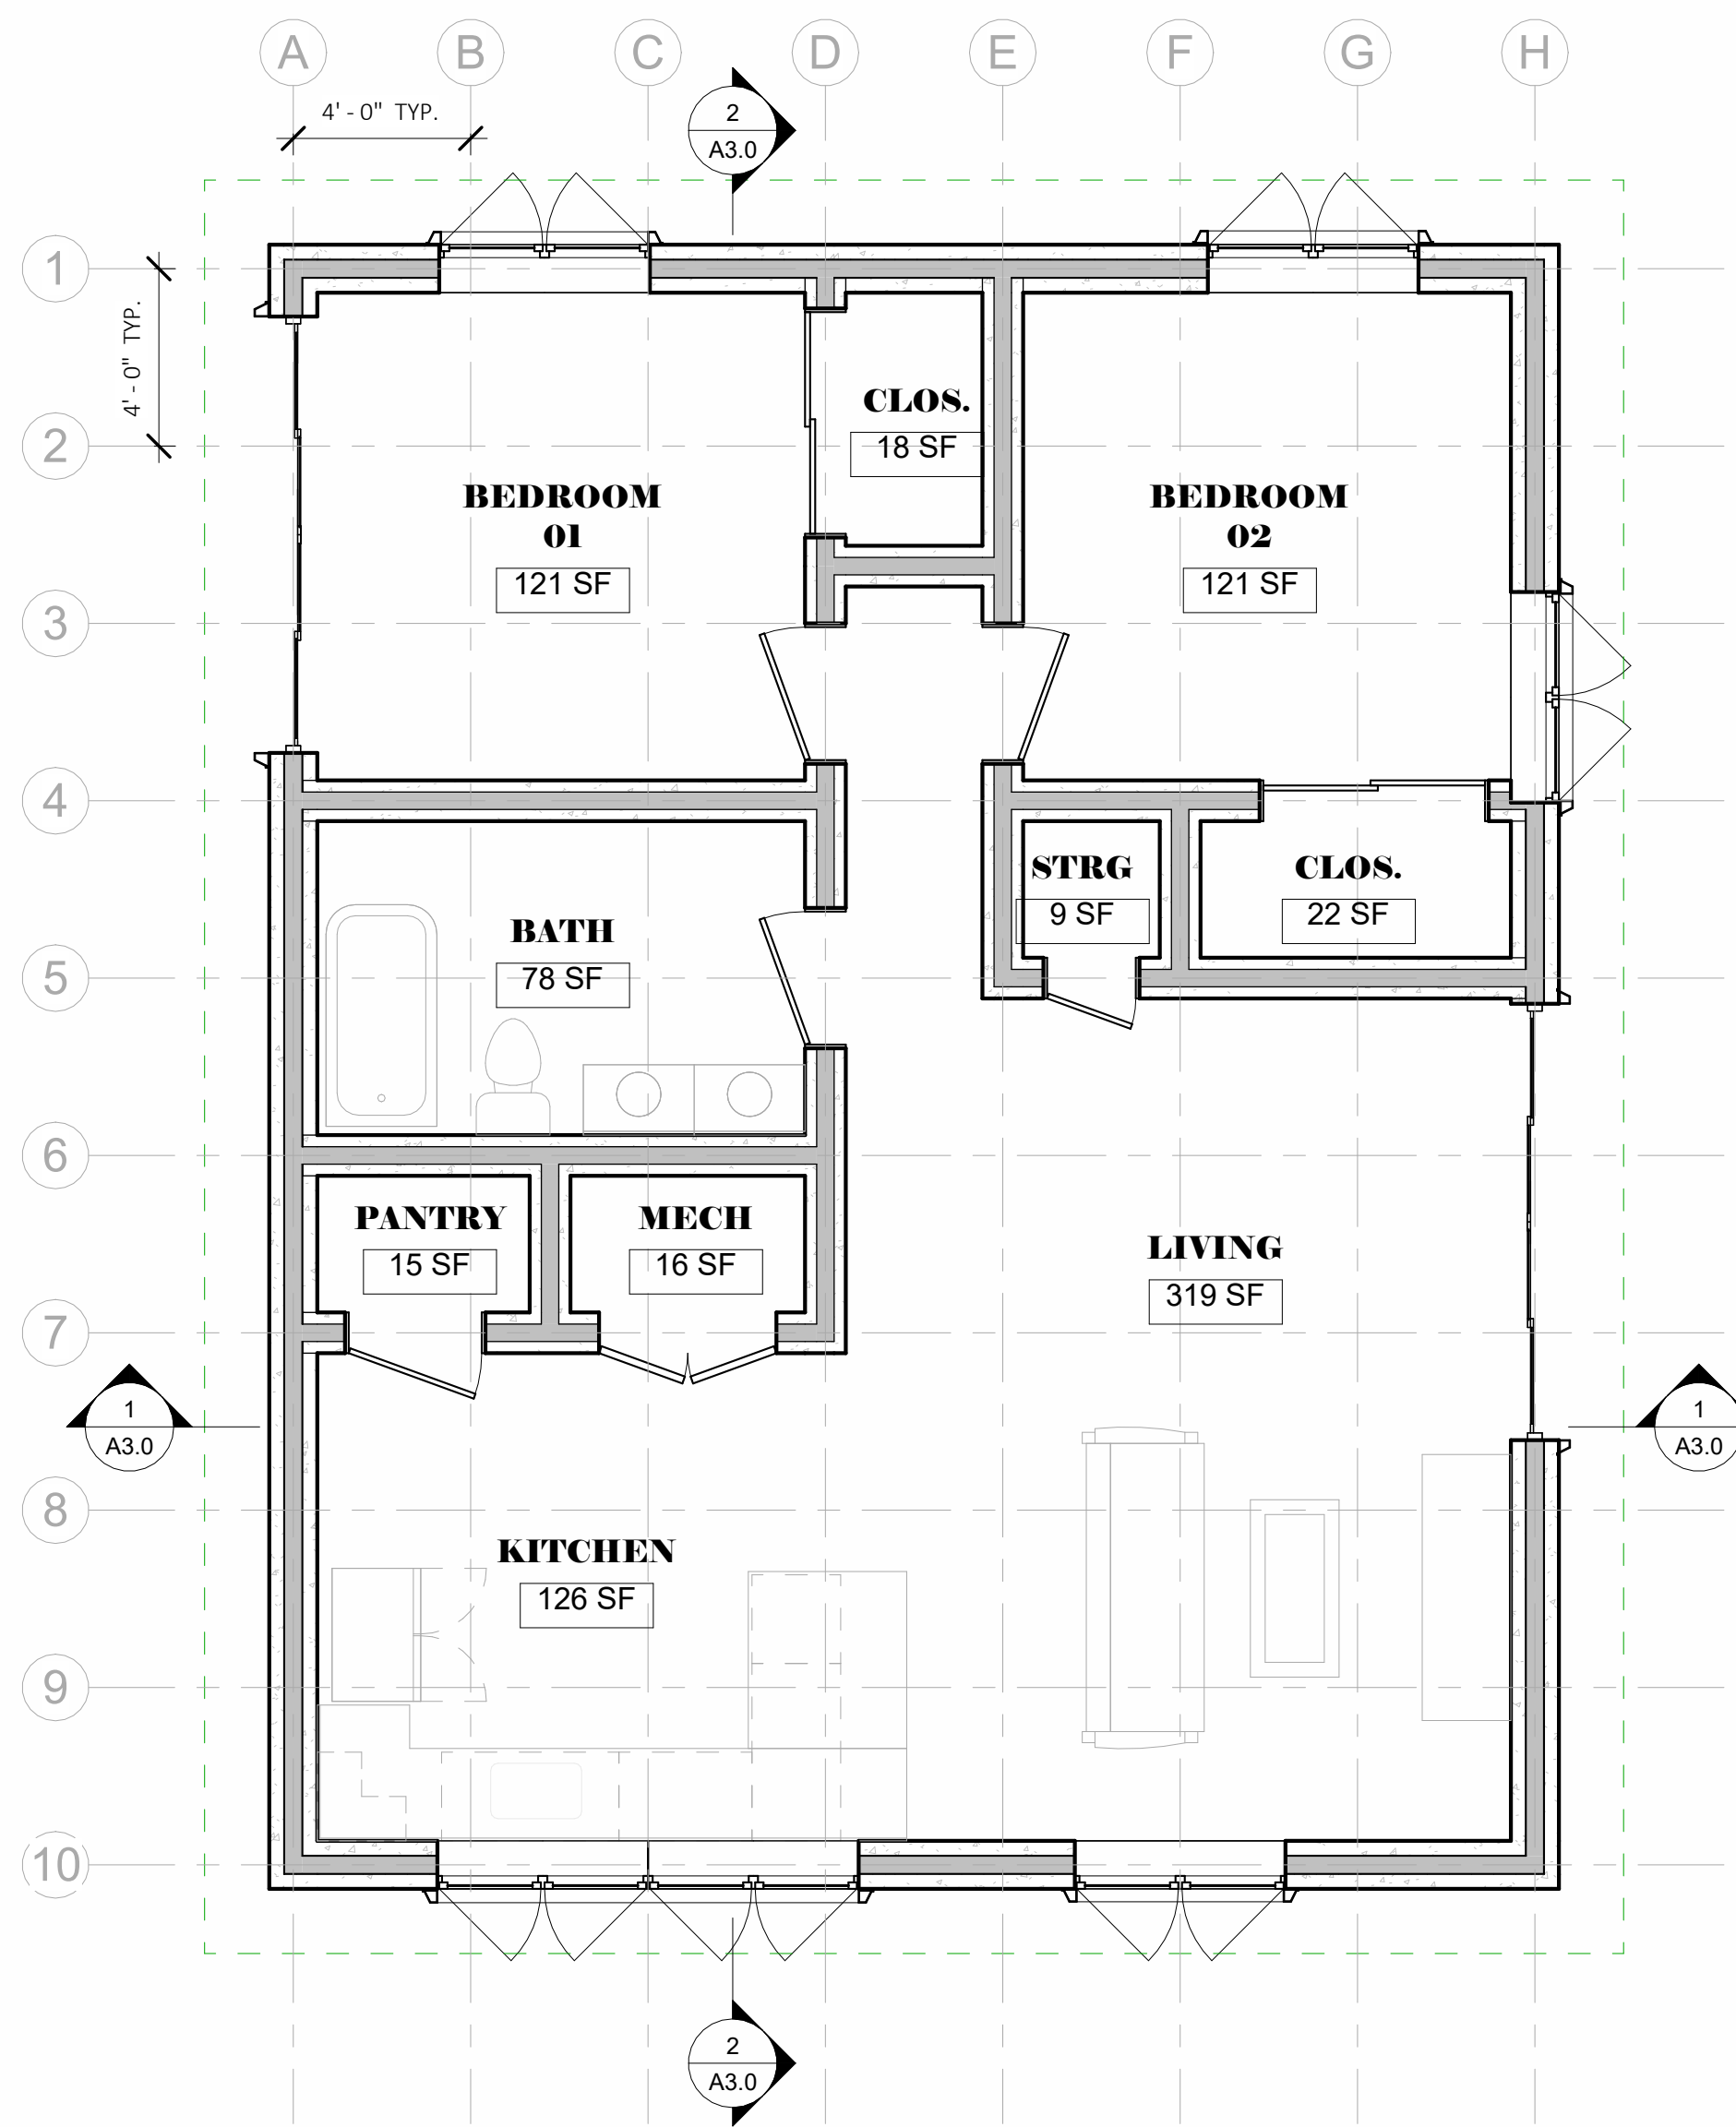 A B C D E F G H
4' - 0" TYP.
2
A3.0
1
4' - 0" TYP.
2
CLOS.
18 SF
BEDROOM
01
121 SF
BEDROOM
02
121 SF
3
4
STRG
9 SF
CLOS.
22 SF
BATH
78 SF
5
6
PANTRY
15 SF
MECH
16 SF
LIVING
319 SF
7
1
A3.0
1
A3.0
8
KITCHEN
126 SF
9
10
2
A3.0